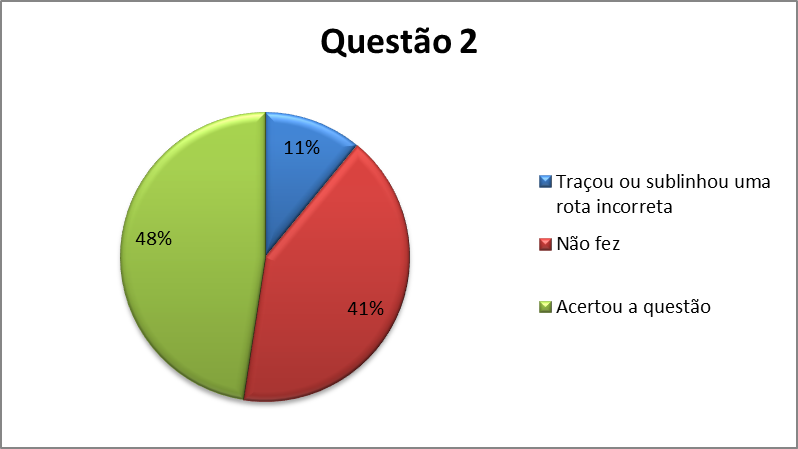 Questão 2
11%
48%
41%
Traçou ou sublinhou uma
rota incorreta
Não fez
Acertou a questão